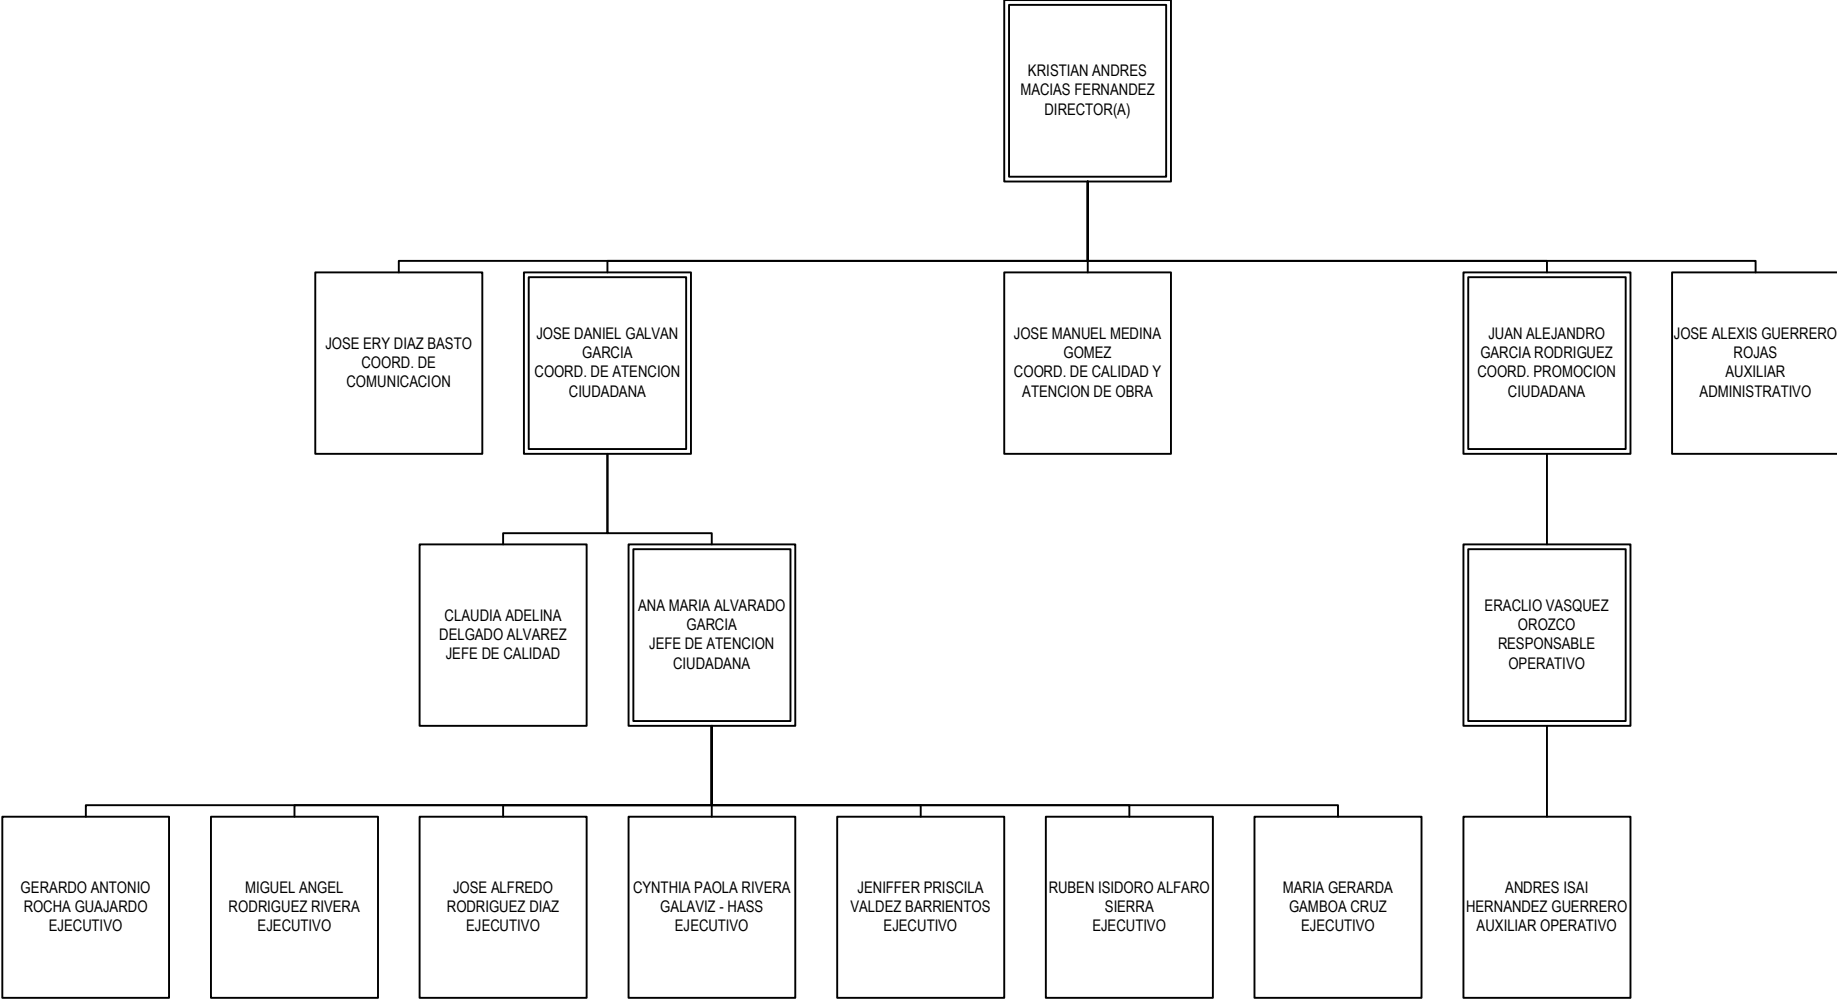 KRISTIAN ANDRES
MACIAS FERNANDEZ
DIRECTOR(A)
JOSE ERY DIAZ BASTO
COORD. DE
COMUNICACION
JOSE DANIEL GALVAN
GARCIA
COORD. DE ATENCION
CIUDADANA
JOSE MANUEL MEDINA
GOMEZ
COORD. DE CALIDAD Y
ATENCION DE OBRA
JUAN ALEJANDRO
GARCIA RODRIGUEZ
COORD. PROMOCION
CIUDADANA
JOSE ALEXIS GUERRERO
ROJAS
AUXILIAR
ADMINISTRATIVO
CLAUDIA ADELINA
DELGADO ALVAREZ
JEFE DE CALIDAD
ANA MARIA ALVARADO
GARCIA
JEFE DE ATENCION
CIUDADANA
ERACLIO VASQUEZ
OROZCO
RESPONSABLE
OPERATIVO
GERARDO ANTONIO
ROCHA GUAJARDO
EJECUTIVO
MIGUEL ANGEL
RODRIGUEZ RIVERA
EJECUTIVO
JOSE ALFREDO
RODRIGUEZ DIAZ
EJECUTIVO
CYNTHIA PAOLA RIVERA
GALAVIZ - HASS
EJECUTIVO
JENIFFER PRISCILA
VALDEZ BARRIENTOS
EJECUTIVO
RUBEN ISIDORO ALFARO
SIERRA
EJECUTIVO
MARIA GERARDA
GAMBOA CRUZ
EJECUTIVO
ANDRES ISAI
HERNANDEZ GUERRERO
AUXILIAR OPERATIVO